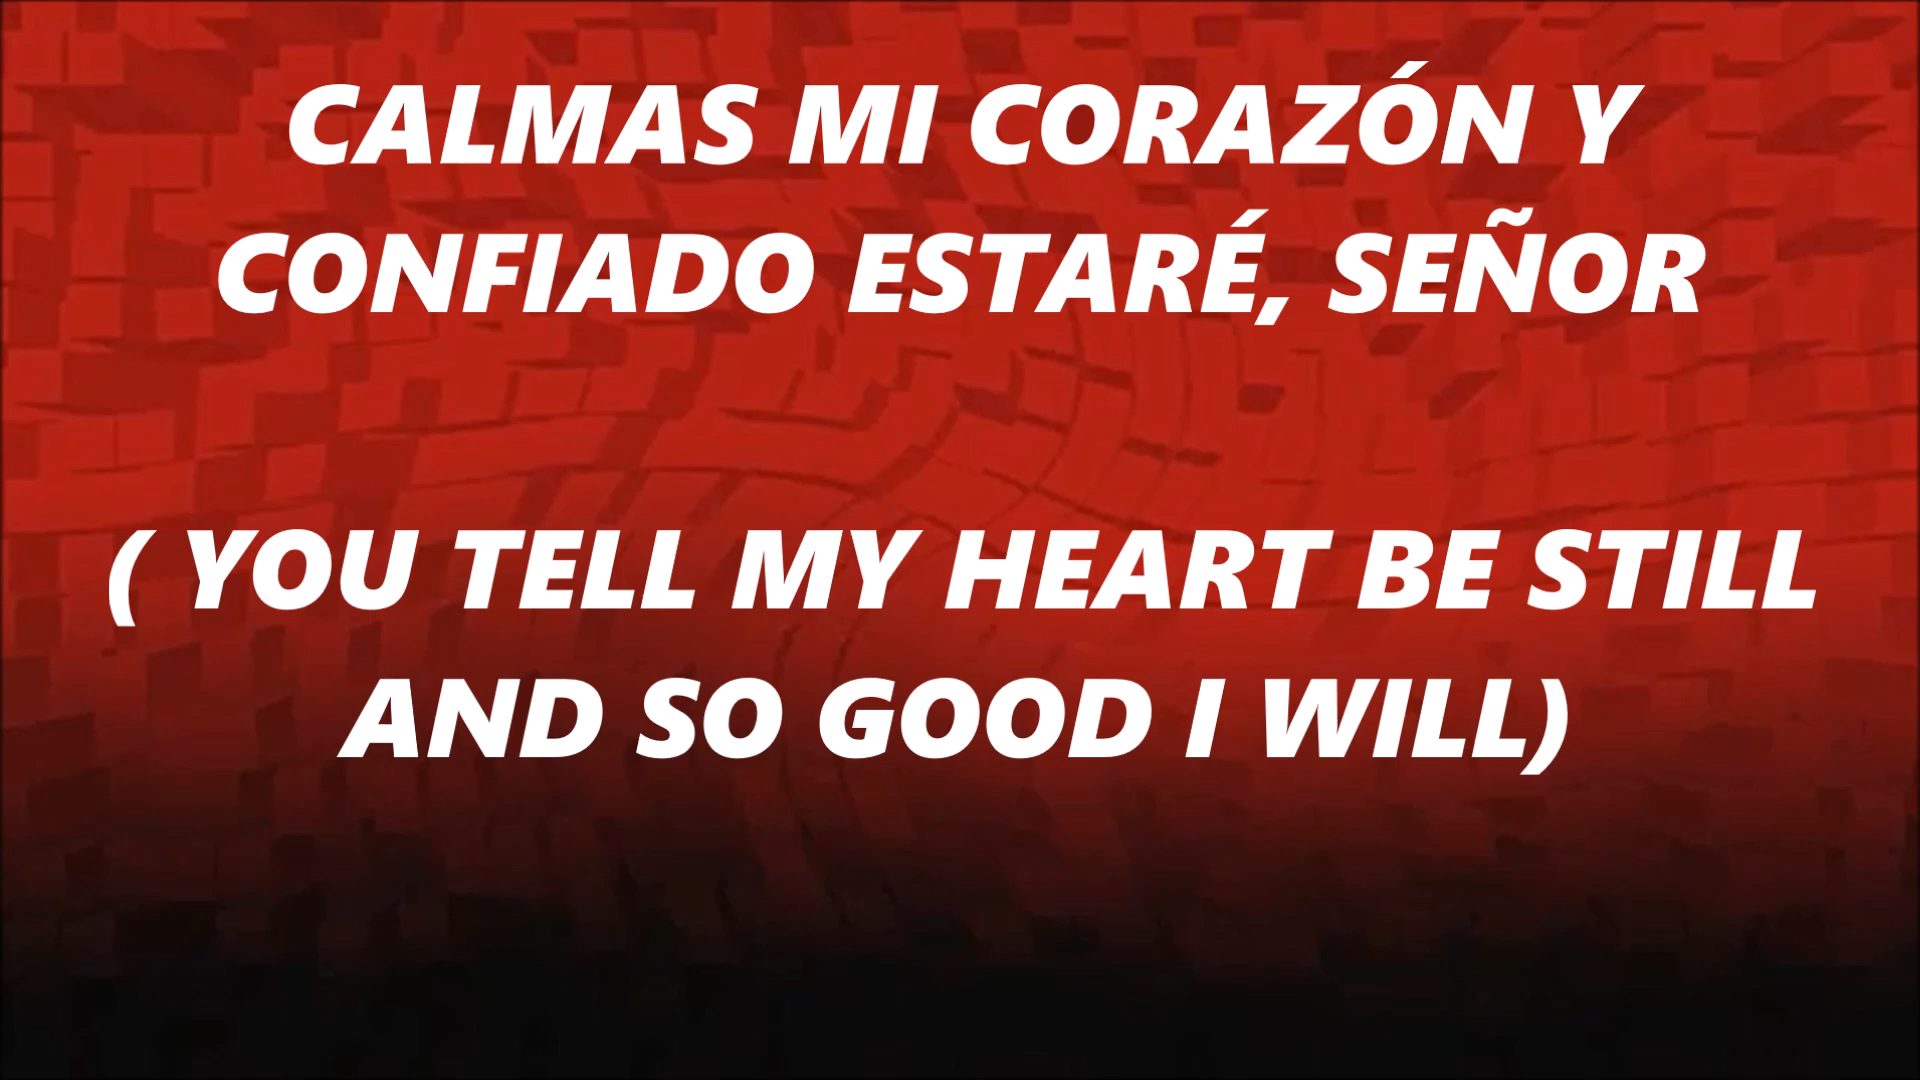 CALMAS MI CORAZÓN Y
CONFIADO ESTARÉ, SEÑOR
( YOU TELL MY HEART BE STILL
AND SO GOOD I WILL)